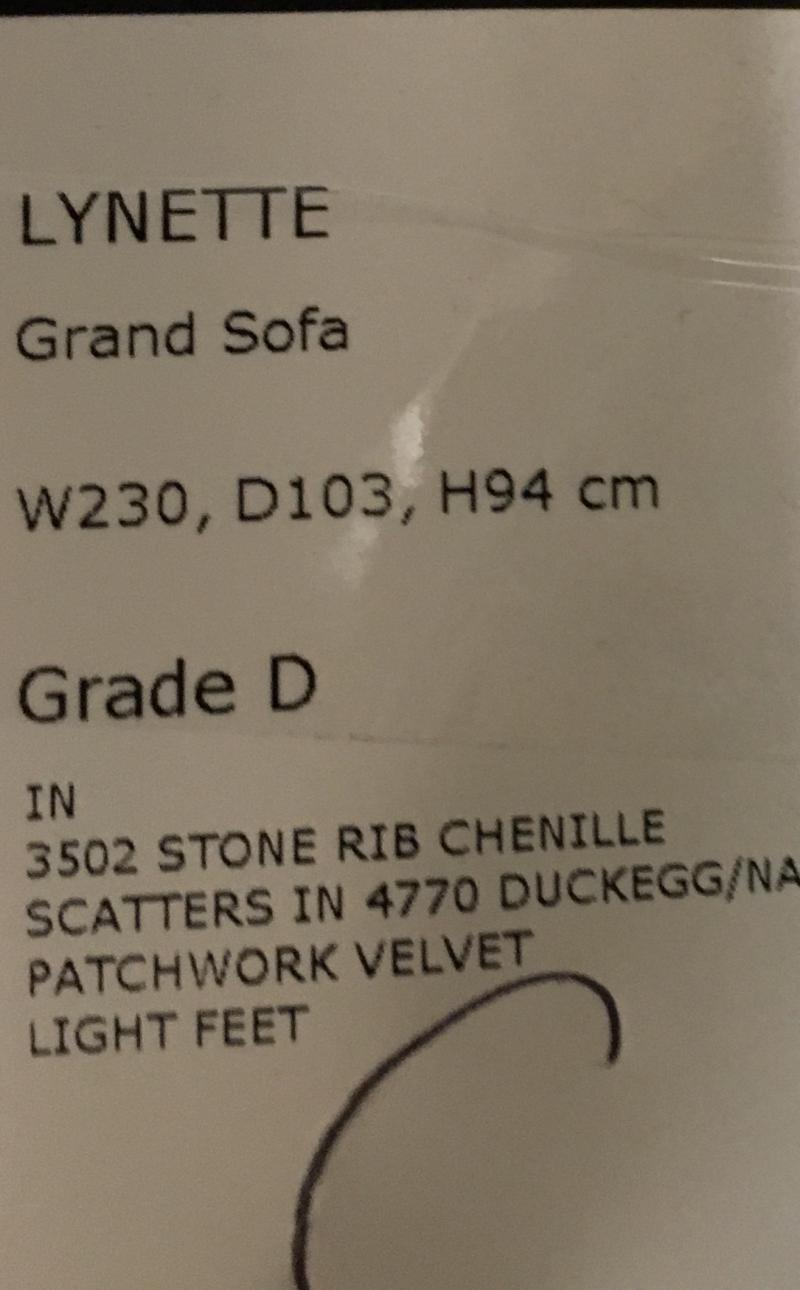 LYNETTE
Grand Sofa
W230, D103, H94 cm
Grade D
IN
3502 STONE RIB CHENILLE
SCATTERS IN 4770 DUCKEGG/NA
PATCHWORK VELVET
LIGHT FEET